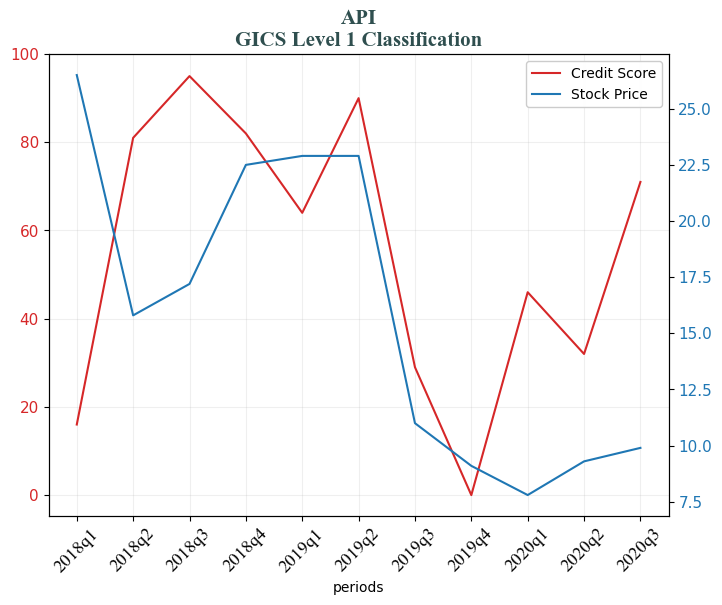 API
GICS Level 1 Classification
Credit Score
Stock Price
100
80
60
40
20
0
25.0
22.5
20.0
17.5
15.0
12.5
10.0
7.5
2018q1
2018q2
2018q3
2018q4
2019q1
2019q2
2019q3
2019q4
2020q1
2020q2
2020q3
periods